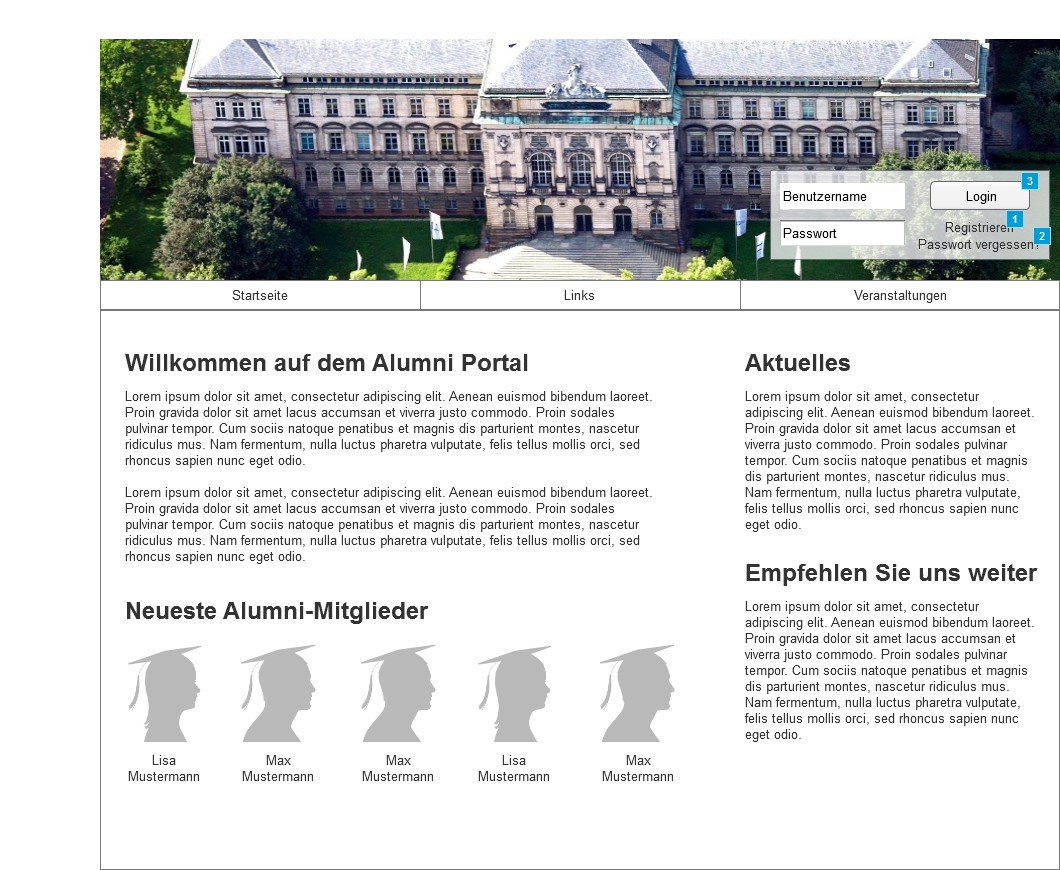 Benutzername
Login
3
1
Passwort
Registrieren
2
Passwort vergessen?
Startseite
Links
Veranstaltungen
Willkommen auf dem Alumni Portal
Lorem ipsum dolor sit amet, consectetur adipiscing elit. Aenean euismod bibendum laoreet.
Proin gravida dolor sit amet lacus accumsan et viverra justo commodo. Proin sodales
pulvinar tempor. Cum sociis natoque penatibus et magnis dis parturient montes, nascetur
ridiculus mus. Nam fermentum, nulla luctus pharetra vulputate, felis tellus mollis orci, sed
rhoncus sapien nunc eget odio.
Lorem ipsum dolor sit amet, consectetur adipiscing elit. Aenean euismod bibendum laoreet.
Proin gravida dolor sit amet lacus accumsan et viverra justo commodo. Proin sodales
pulvinar tempor. Cum sociis natoque penatibus et magnis dis parturient montes, nascetur
ridiculus mus. Nam fermentum, nulla luctus pharetra vulputate, felis tellus mollis orci, sed
rhoncus sapien nunc eget odio.
Neueste Alumni-Mitglieder
Lisa
Mustermann
Max
Mustermann
Max
Mustermann
Lisa
Mustermann
Max
Mustermann
Aktuelles
Lorem ipsum dolor sit amet, consectetur
adipiscing elit. Aenean euismod bibendum laoreet.
Proin gravida dolor sit amet lacus accumsan et
viverra justo commodo. Proin sodales pulvinar
tempor. Cum sociis natoque penatibus et magnis
dis parturient montes, nascetur ridiculus mus.
Nam fermentum, nulla luctus pharetra vulputate,
felis tellus mollis orci, sed rhoncus sapien nunc
eget odio.
Empfehlen Sie uns weiter
Lorem ipsum dolor sit amet, consectetur
adipiscing elit. Aenean euismod bibendum laoreet.
Proin gravida dolor sit amet lacus accumsan et
viverra justo commodo. Proin sodales pulvinar
tempor. Cum sociis natoque penatibus et magnis
dis parturient montes, nascetur ridiculus mus.
Nam fermentum, nulla luctus pharetra vulputate,
felis tellus mollis orci, sed rhoncus sapien nunc
eget odio.